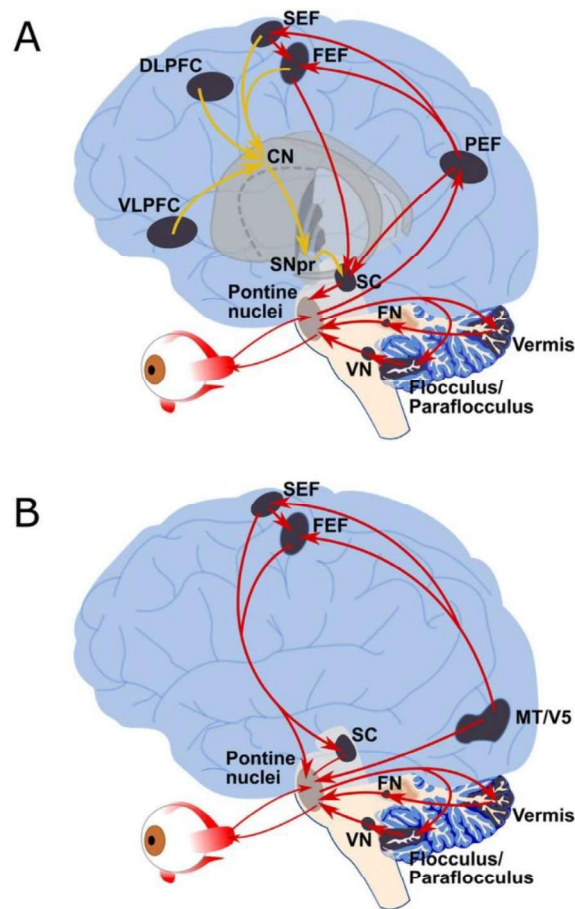 A
SEF
FEF
DLPFC
PEF
CN
VLPFC
SNpr
SC
Pontine
nuclei
FN
Vermis
VN
Flocculus/
Paraflocculus
B
SEF
FEF
MT/V5
SC
Pontine
nuclei
FN
Vermis
VN
Flocculus/
Paraflocculus